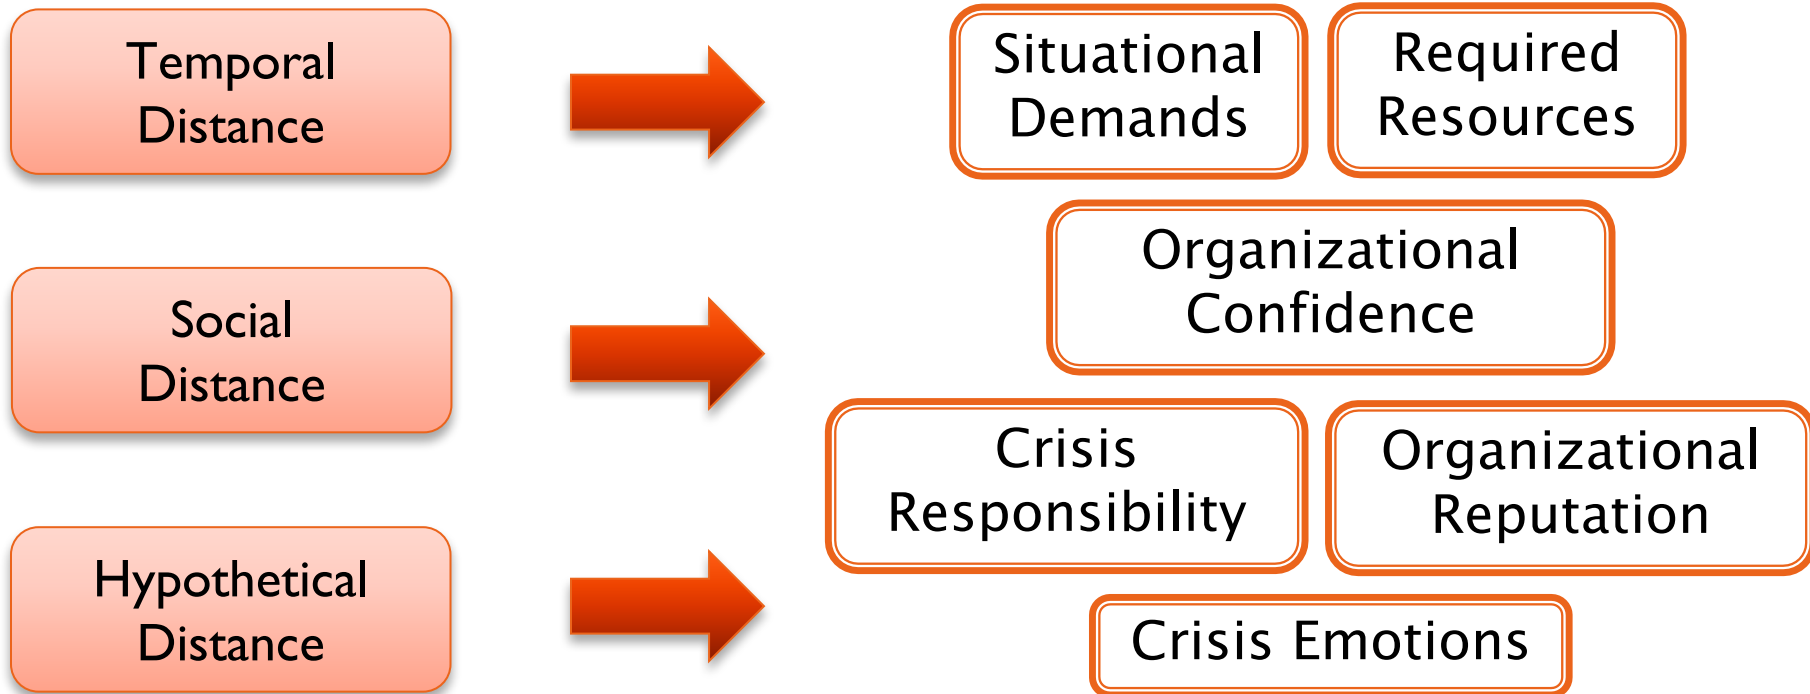 Temporal
Distance
Situational
Demands
Required
Resources
Organizational
Confidence
Social
Distance
Crisis
Responsibility
Organizational
Reputation
Hypothetical
Distance
Crisis Emotions